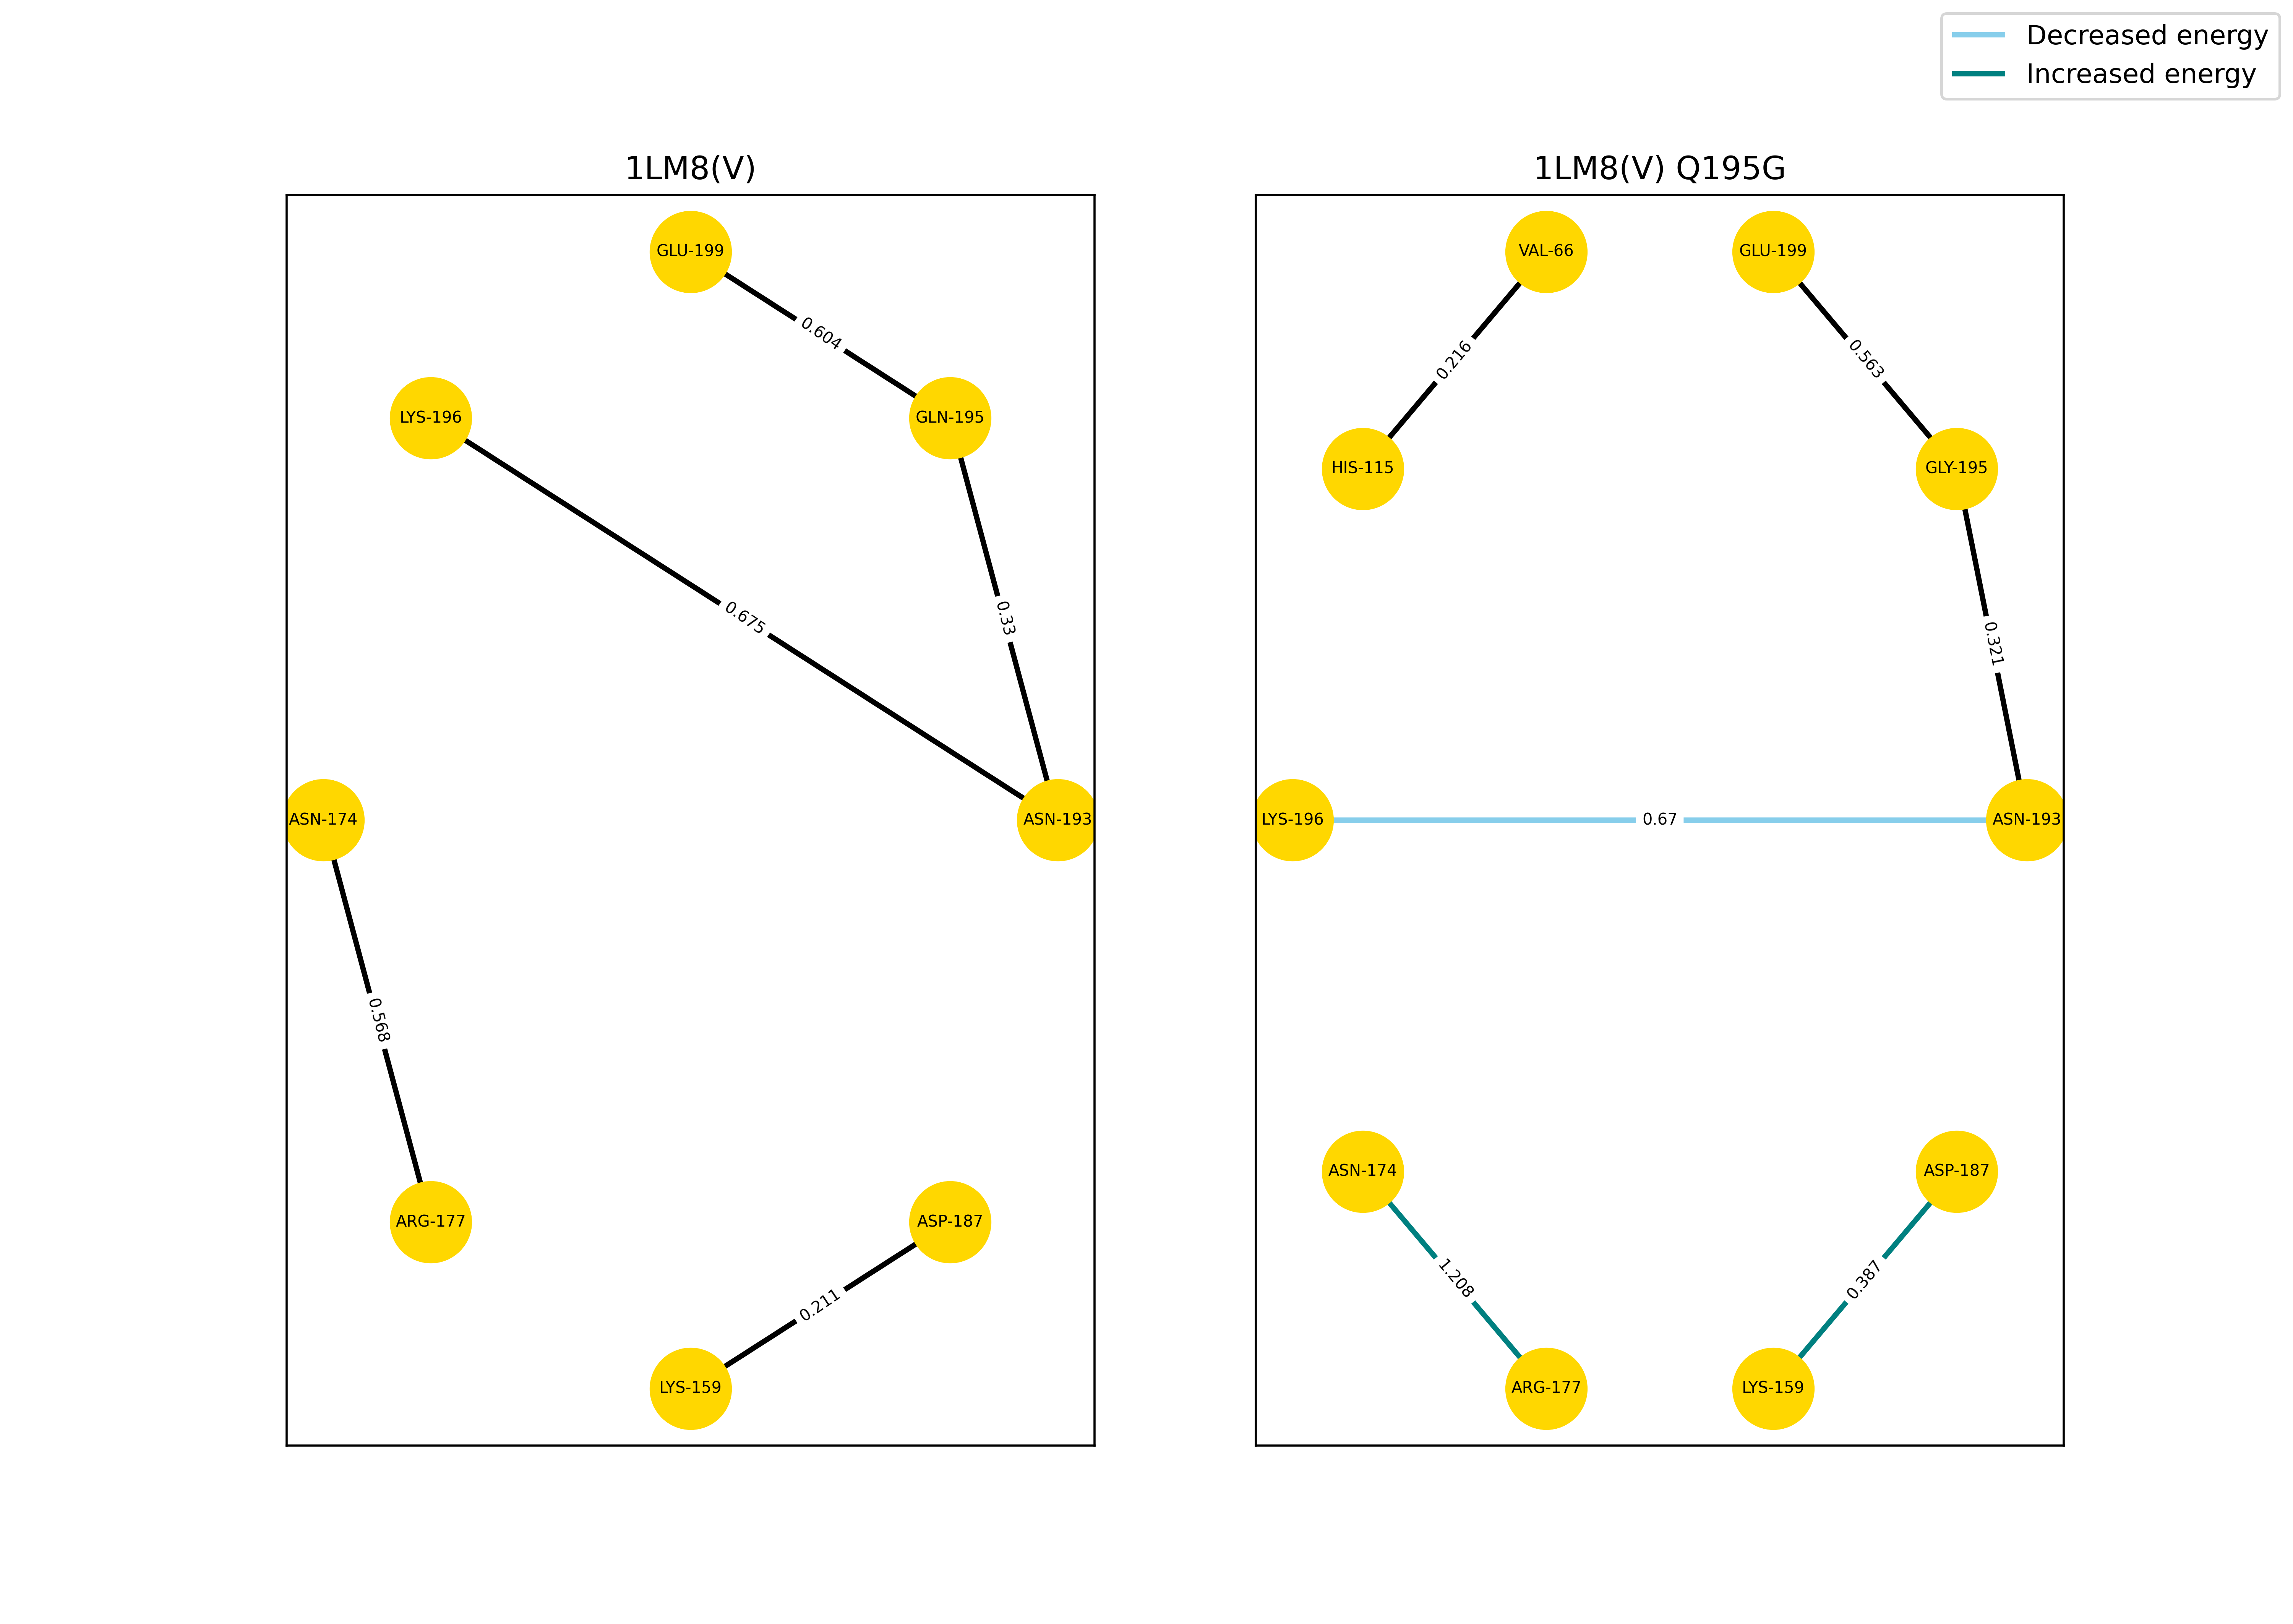 Decreased energy
Increased energy
1LM8(V)
GLU-199
0.604
LYS-196
GLN-195
0.675
0.33
ASN-174
ASN-193
0.568
ARG-177
ASP-187
0.211
LYS-159
1LM8(V) Q195G
VAL-66
GLU-199
0.216
0.563
HIS-115
GLY-195
0.321
LYS-196
0.67
ASN-193
ASN-174
ASP-187
1.208
0.387
ARG-177
LYS-159